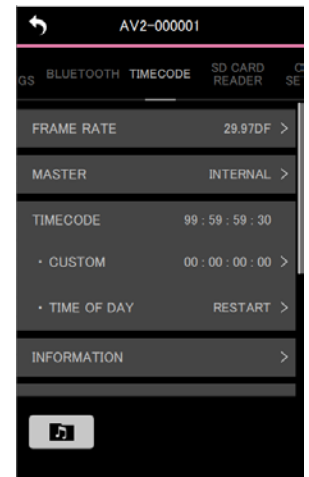 AV2-000001
GS BLUETOOTH TIMECODE SD CARD
READER SE
FRAME RATE 29.97DF >
MASTER INTERNAL >
TIMECODE 99 : 59 : 59 : 30
・CUSTOM 00 : 00 : 00 : 00 >
・TIME OF DAY RESTART >
INFORMATION >